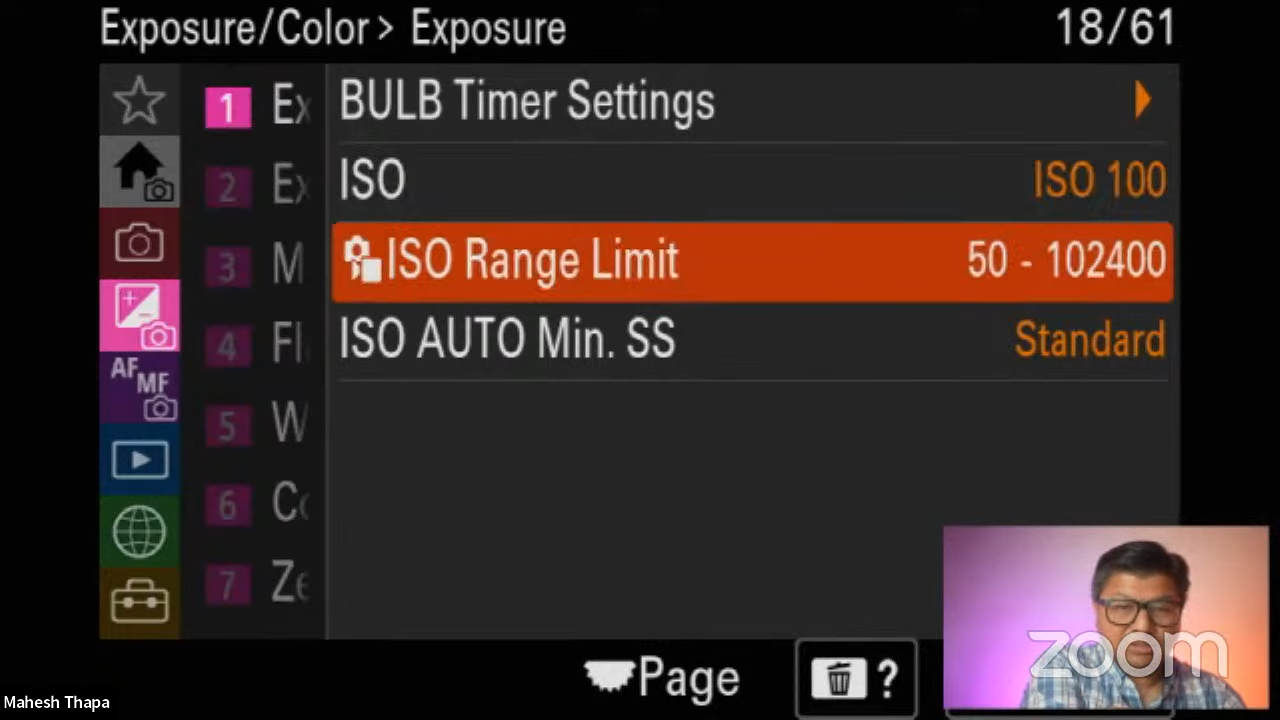 Exposure/Color > Exposure 18/61
1 Ex BULB Timer Settings
2 Ex ISO ISO 100
3 M ISO Range Limit 50 - 102400
4 Fl ISO AUTO Min. SS Standard
AF MF
5 W
6 Co
7 Ze
Page ?
zoom
Mahesh Thapa